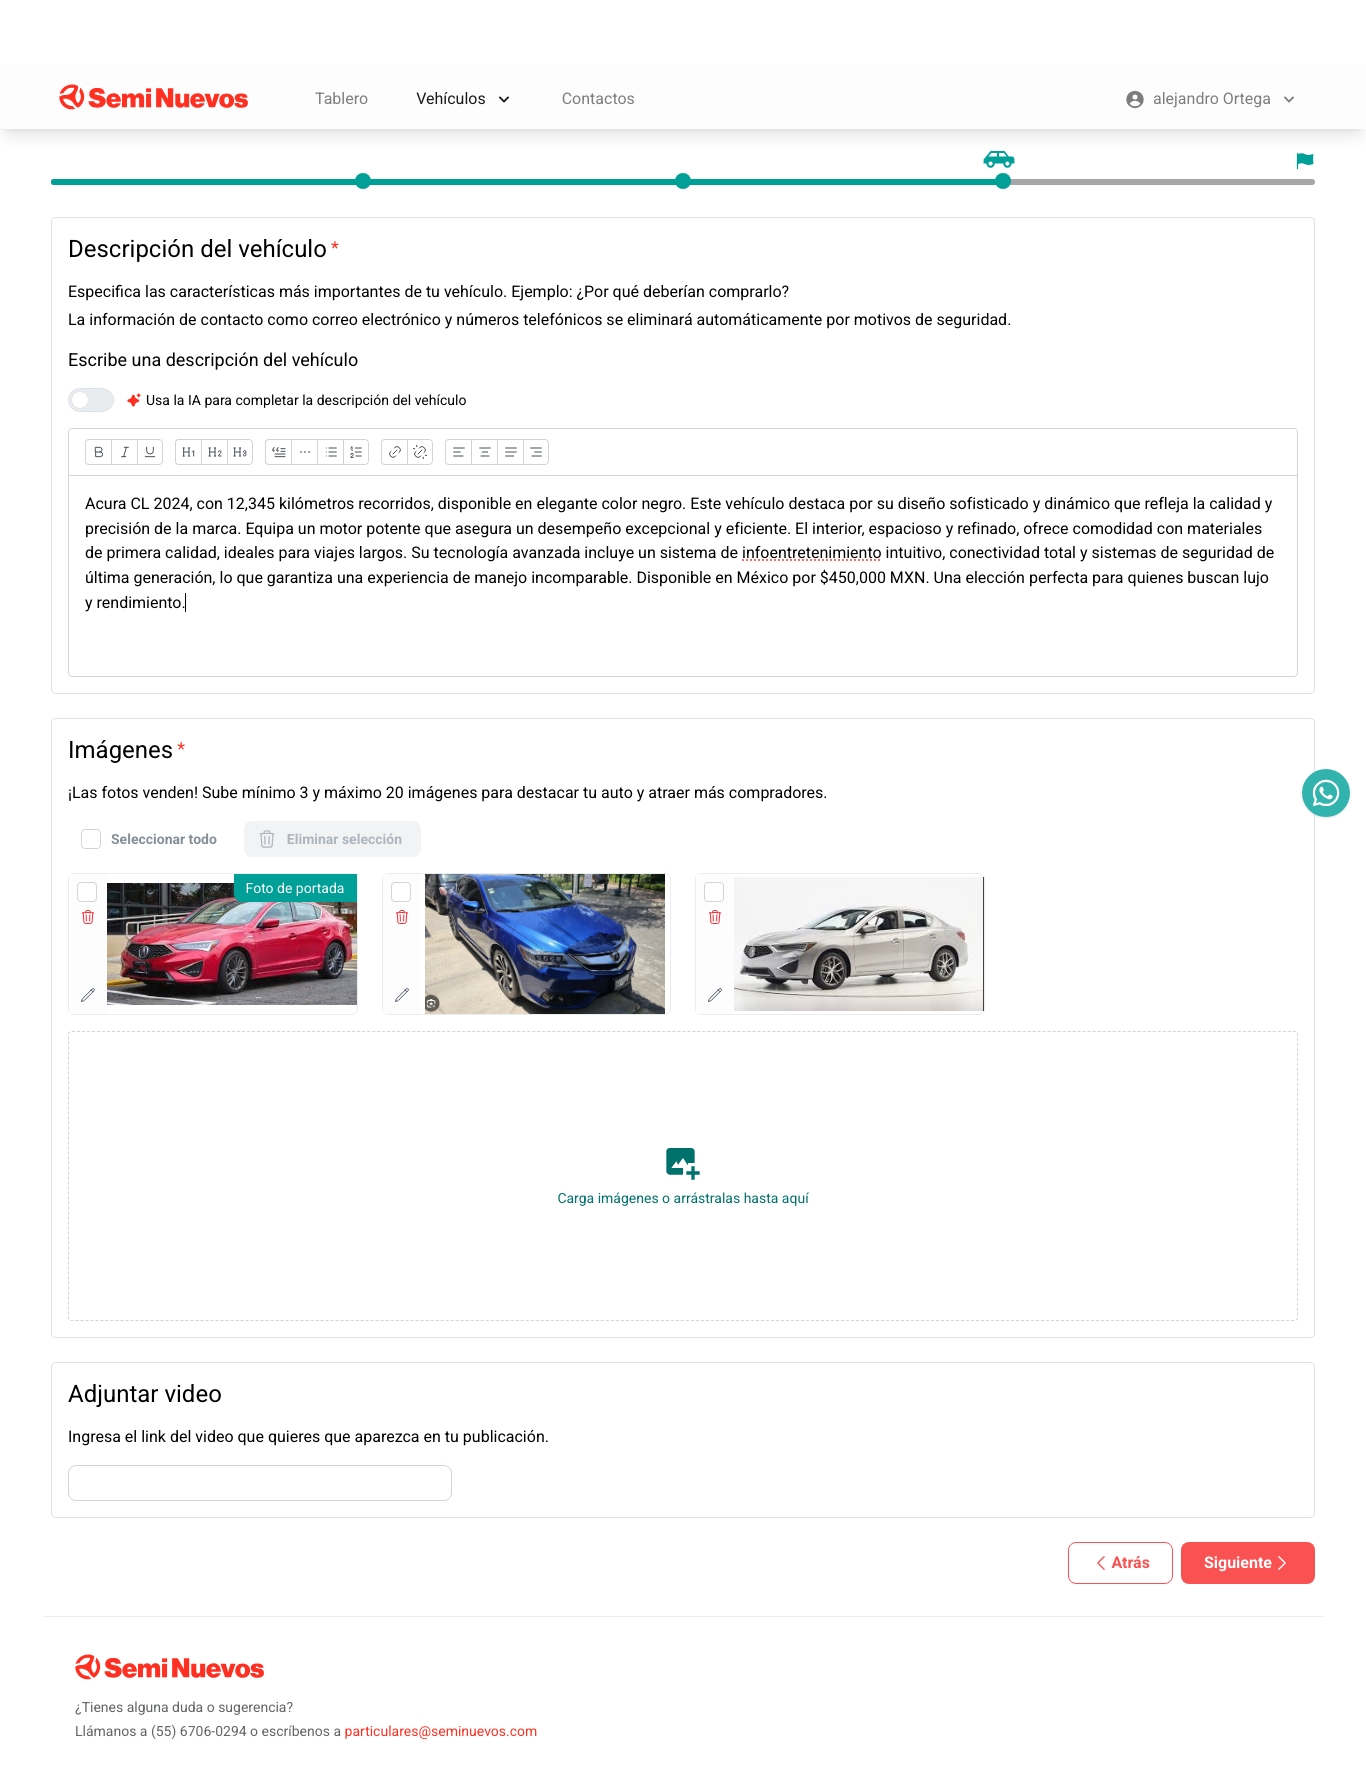 Semi Nuevos
Tablero
Vehículos
Contactos
alejandro Ortega
Descripción del vehículo *
Especifica las características más importantes de tu vehículo. Ejemplo: ¿Por qué deberían comprarlo?
La información de contacto como correo electrónico y números telefónicos se eliminará automáticamente por motivos de seguridad.
Escribe una descripción del vehículo
Usa la IA para completar la descripción del vehículo
B I U H1 H2 H3
Acura CL 2024, con 12,345 kilómetros recorridos, disponible en elegante color negro. Este vehículo destaca por su diseño sofisticado y dinámico que refleja la calidad y
precisión de la marca. Equipa un motor potente que asegura un desempeño excepcional y eficiente. El interior, espacioso y refinado, ofrece comodidad con materiales
de primera calidad, ideales para viajes largos. Su tecnología avanzada incluye un sistema de infoentretenimiento intuitivo, conectividad total y sistemas de seguridad de
última generación, lo que garantiza una experiencia de manejo incomparable. Disponible en México por $450,000 MXN. Una elección perfecta para quienes buscan lujo
y rendimiento.
Imágenes *
¡Las fotos venden! Sube mínimo 3 y máximo 20 imágenes para destacar tu auto y atraer más compradores.
Seleccionar todo
Eliminar selección
Foto de portada
Carga imágenes o arrástralas hasta aquí
Adjuntar video
Ingresa el link del video que quieres que aparezca en tu publicación.
Atrás
Siguiente
Semi Nuevos
¿Tienes alguna duda o sugerencia?
Llámanos a (55) 6706-0294 o escríbenos a particulares@seminuevos.com